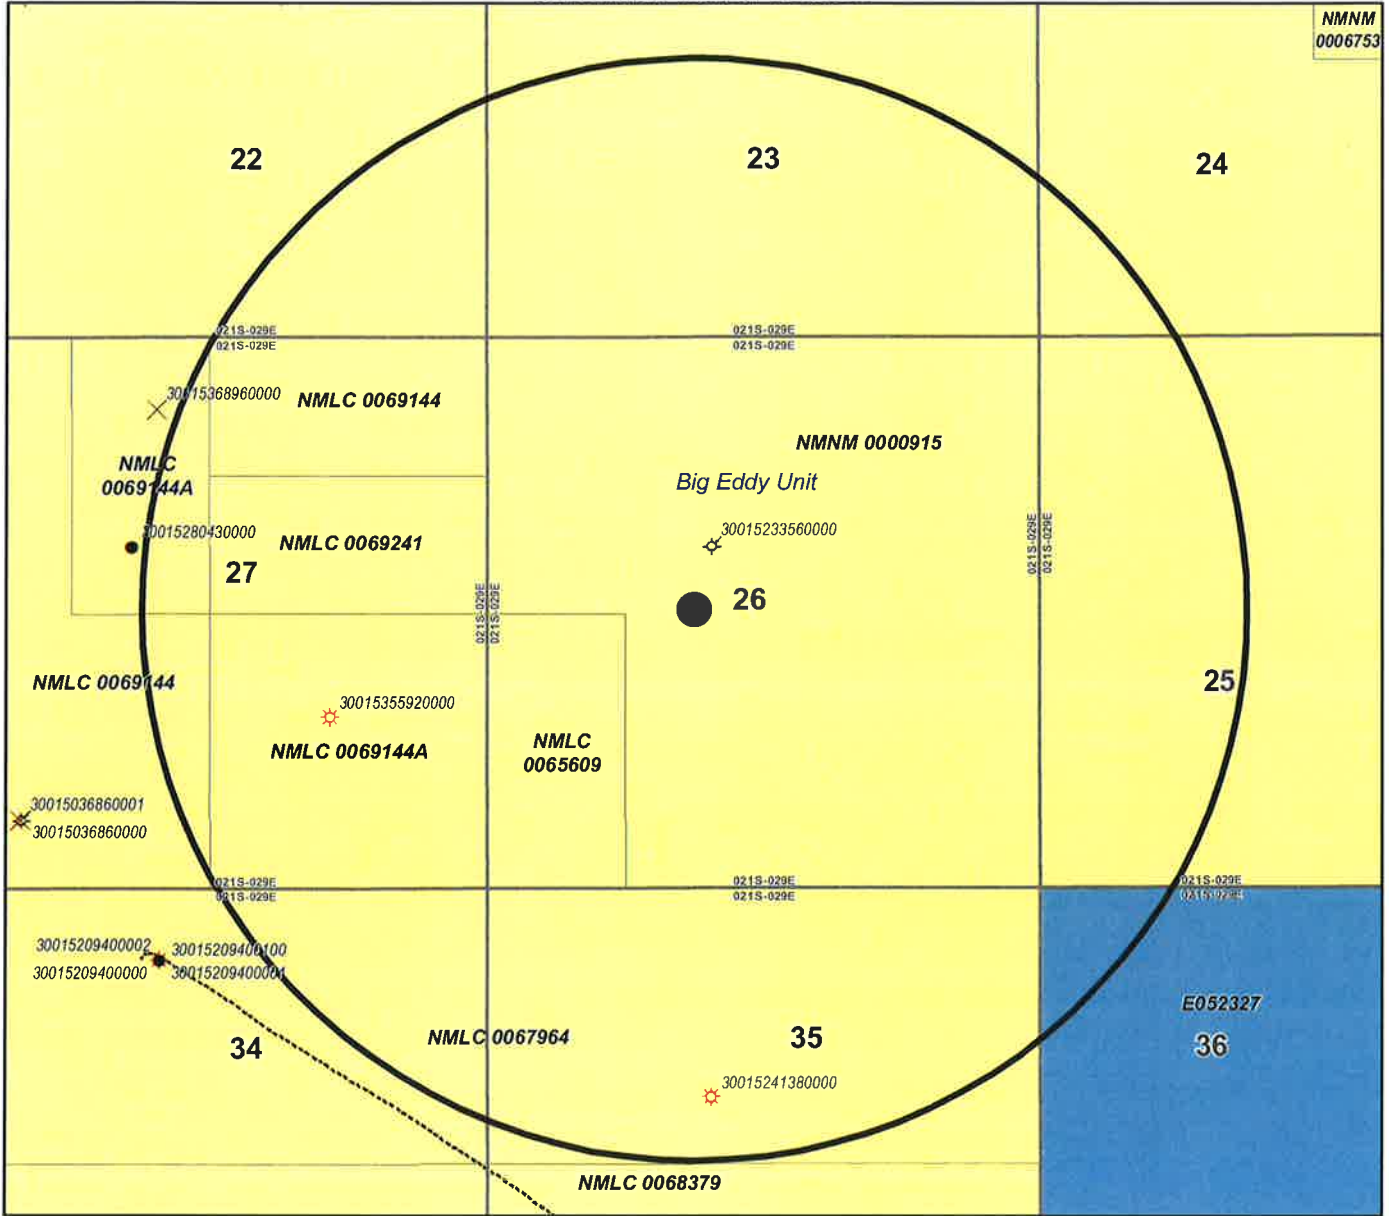 NMNM
0006753
22
23
24
021S-029E
021S-029E
021S-029E
021S-029E
30015368960000
NMLC 0069144
NMNM 0000915
NMLC
0069144A
Big Eddy Unit
30015280430000
NMLC 0069241
30015233560000
021S-029E
021S-029E
27
26
021S-029E
021S-029E
NMLC 0069144
25
30015355920000
NMLC 0069144A
NMLC
0065609
30015036860001
30015036860000
021S-029E
021S-029E
021S-029E
021S-029E
021S-029E
021S-029E
30015209400002
30015209400100
30015209400000
30015209400001
E052327
NMLC 0067964
35
36
34
30015241380000
NMLC 0068379